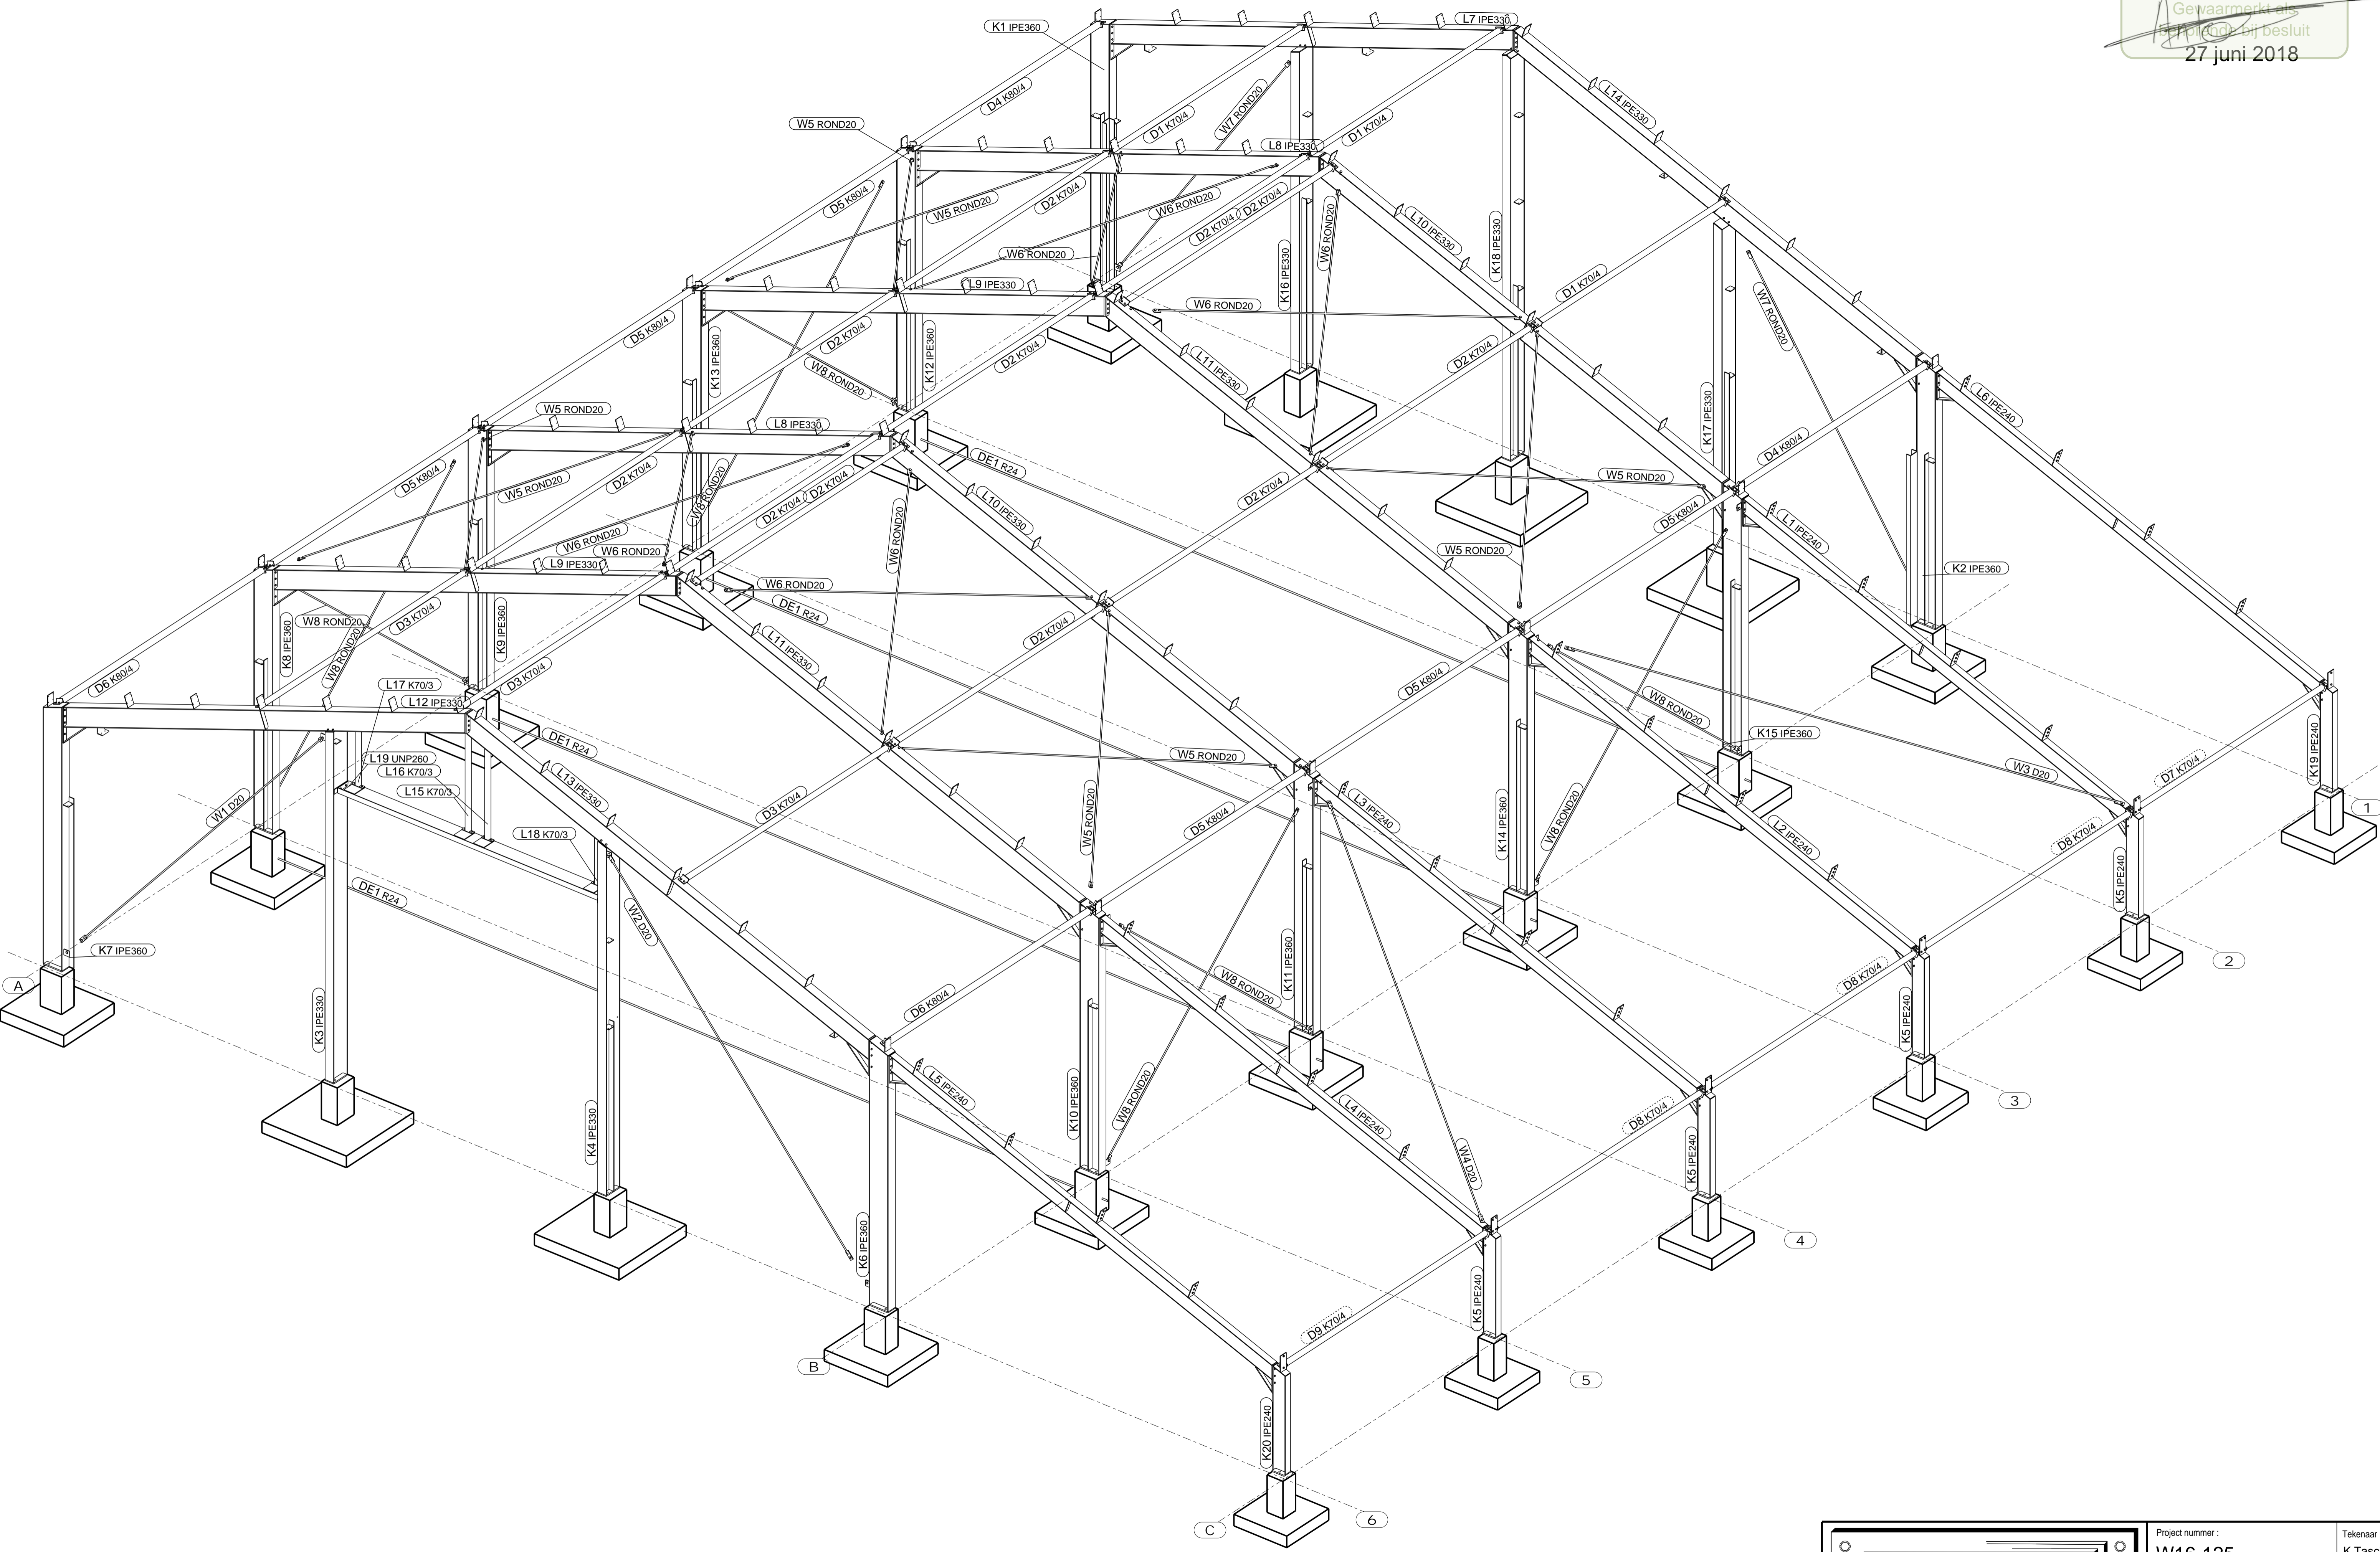 Gewaarmerkt als
behorende bij besluit
27 juni 2018
K1 IPE360
L7 IPE330
D4 K80/4
W5 ROND20
D1 K70/4
W7 ROND20
D1 K70/4
L14 IPE330
L8 IPE330
D5 K80/4
W5 ROND20
D2 K70/4
W6 ROND20
D2 K70/4
D2 K70/4
W6 ROND20
L10 IPE330
K18 IPE330
K16 IPE330
W6 ROND20
L9 IPE330
W6 ROND20
D1 K70/4
W7 ROND20
D5 K80/4
K13 IPE360
D2 K70/4
W8 ROND20
K12 IPE360
D2 K70/4
L11 IPE330
D2 K70/4
K17 IPE330
L6 IPE240
W5 ROND20
L8 IPE330
D4 K80/4
D5 K80/4
W5 ROND20
D2 K70/4
W8 ROND20
D2 K70/4
D2 K70/4
DE1 R24
D2 K70/4
W5 ROND20
D5 K80/4
L1 IPE240
W6 ROND20
W6 ROND20
W6 ROND20
L10 IPE330
W5 ROND20
L9 IPE330
K2 IPE360
W6 ROND20
DE1 R24
K8 IPE360
W8 ROND20
W8 ROND20
D3 K70/4
K9 IPE360
L11 IPE330
D2 K70/4
D5 K80/4
W8 ROND20
D6 K80/4
L17 K70/3
D3 K70/4
L12 IPE330
DE1 R24
K15 IPE360
L19 UNP260
L16 K70/3
L15 K70/3
W5 ROND20
W3 D20
D7 K70/4
K19 IPE240
1
W1 D20
L13 IPE330
L18 K70/3
D3 K70/4
W5 ROND20
D5 K80/4
L3 IPE240
K14 IPE360
W8 ROND20
L2 IPE240
D8 K70/4
K5 IPE240
DE1 R24
W2 D20
K7 IPE360
A
2
K3 IPE330
D6 K80/4
W8 ROND20
K11 IPE360
D8 K70/4
K5 IPE240
3
K4 IPE330
L5 IPE240
K10 IPE360
W8 ROND20
L4 IPE240
W4 D20
D8 K70/4
K5 IPE240
4
K6 IPE360
K5 IPE240
D9 K70/4
B
5
K20 IPE240
C
6
Project nummer :
Tekenaar
W16-125